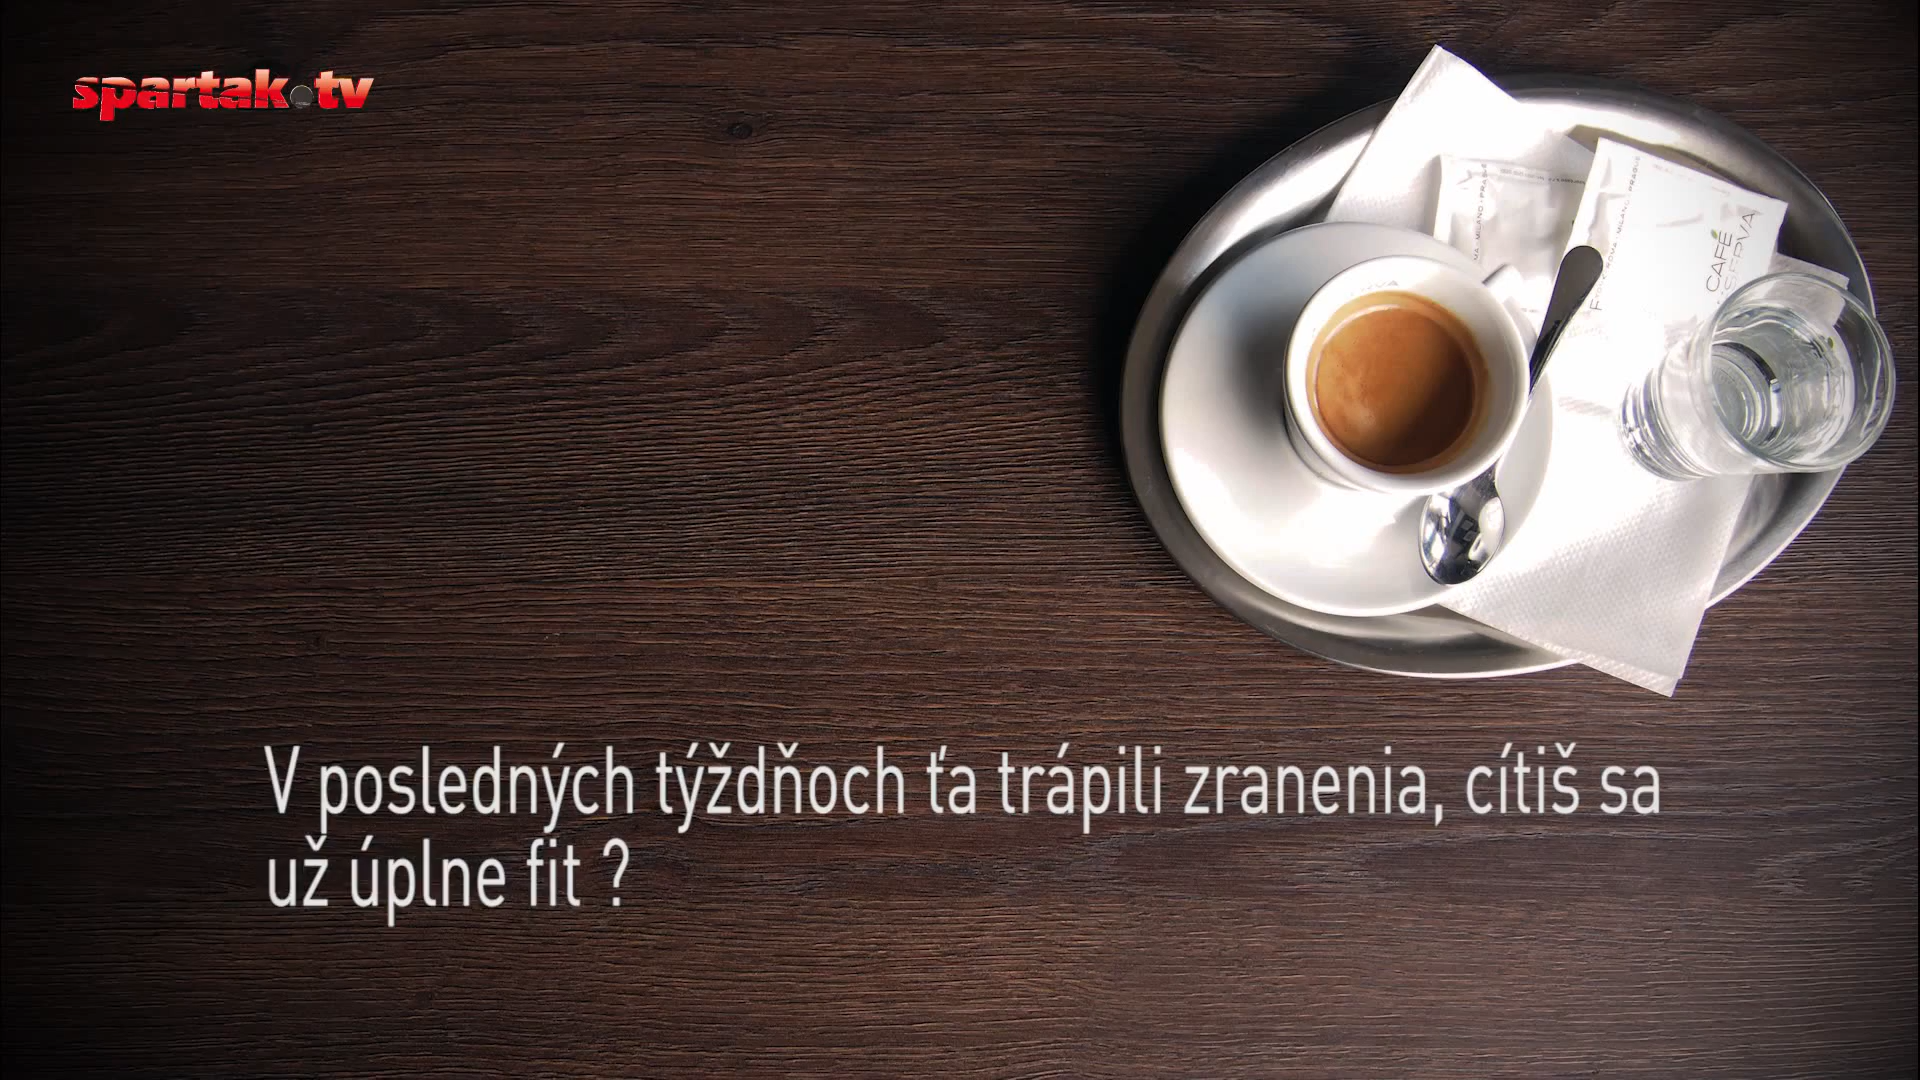 spartak.tv
CAFÉ
V posledných týždňoch ťa trápili zranenia, cítiš sa
už úplne fit ?